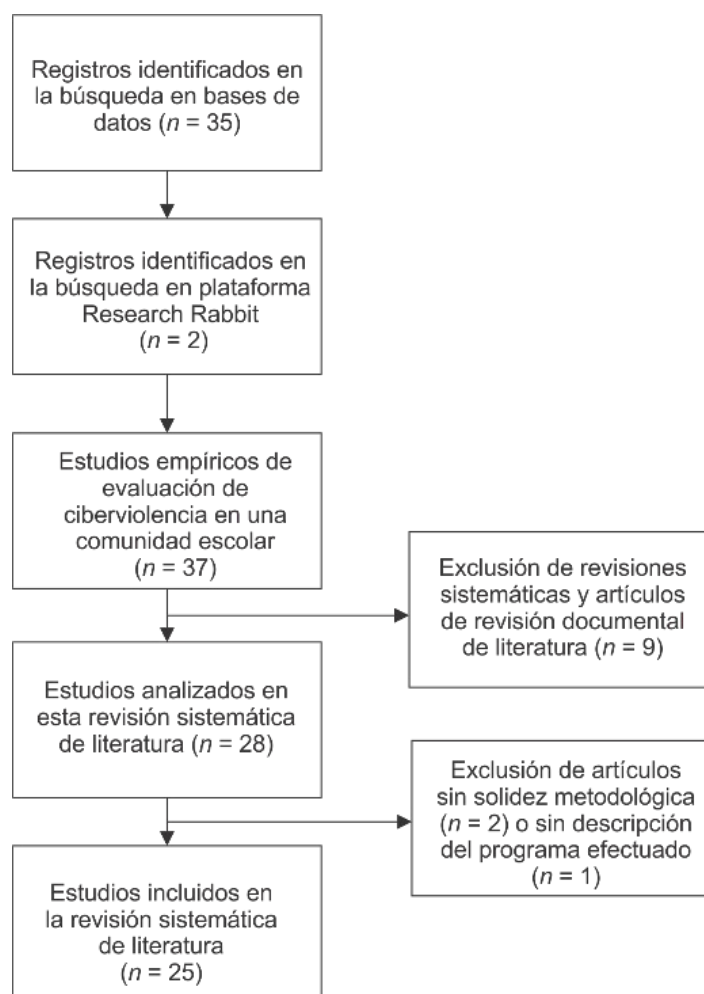 Registros identificados en
la búsqueda en bases de
datos (n = 35)
Registros identificados en
la búsqueda en plataforma
Research Rabbit
(n = 2)
Estudios empíricos de
evaluación de
ciberviolencia en una
comunidad escolar
(n = 37)
Exclusión de revisiones
sistemáticas y artículos
de revisión documental
de literatura (n = 9)
Estudios analizados en
esta revisión sistemática
de literatura (n = 28)
Exclusión de artículos
sin solidez metodológica
(n = 2) o sin descripción
del programa efectuado
(n = 1)
Estudios incluidos en
la revisión sistemática
de literatura
(n = 25)